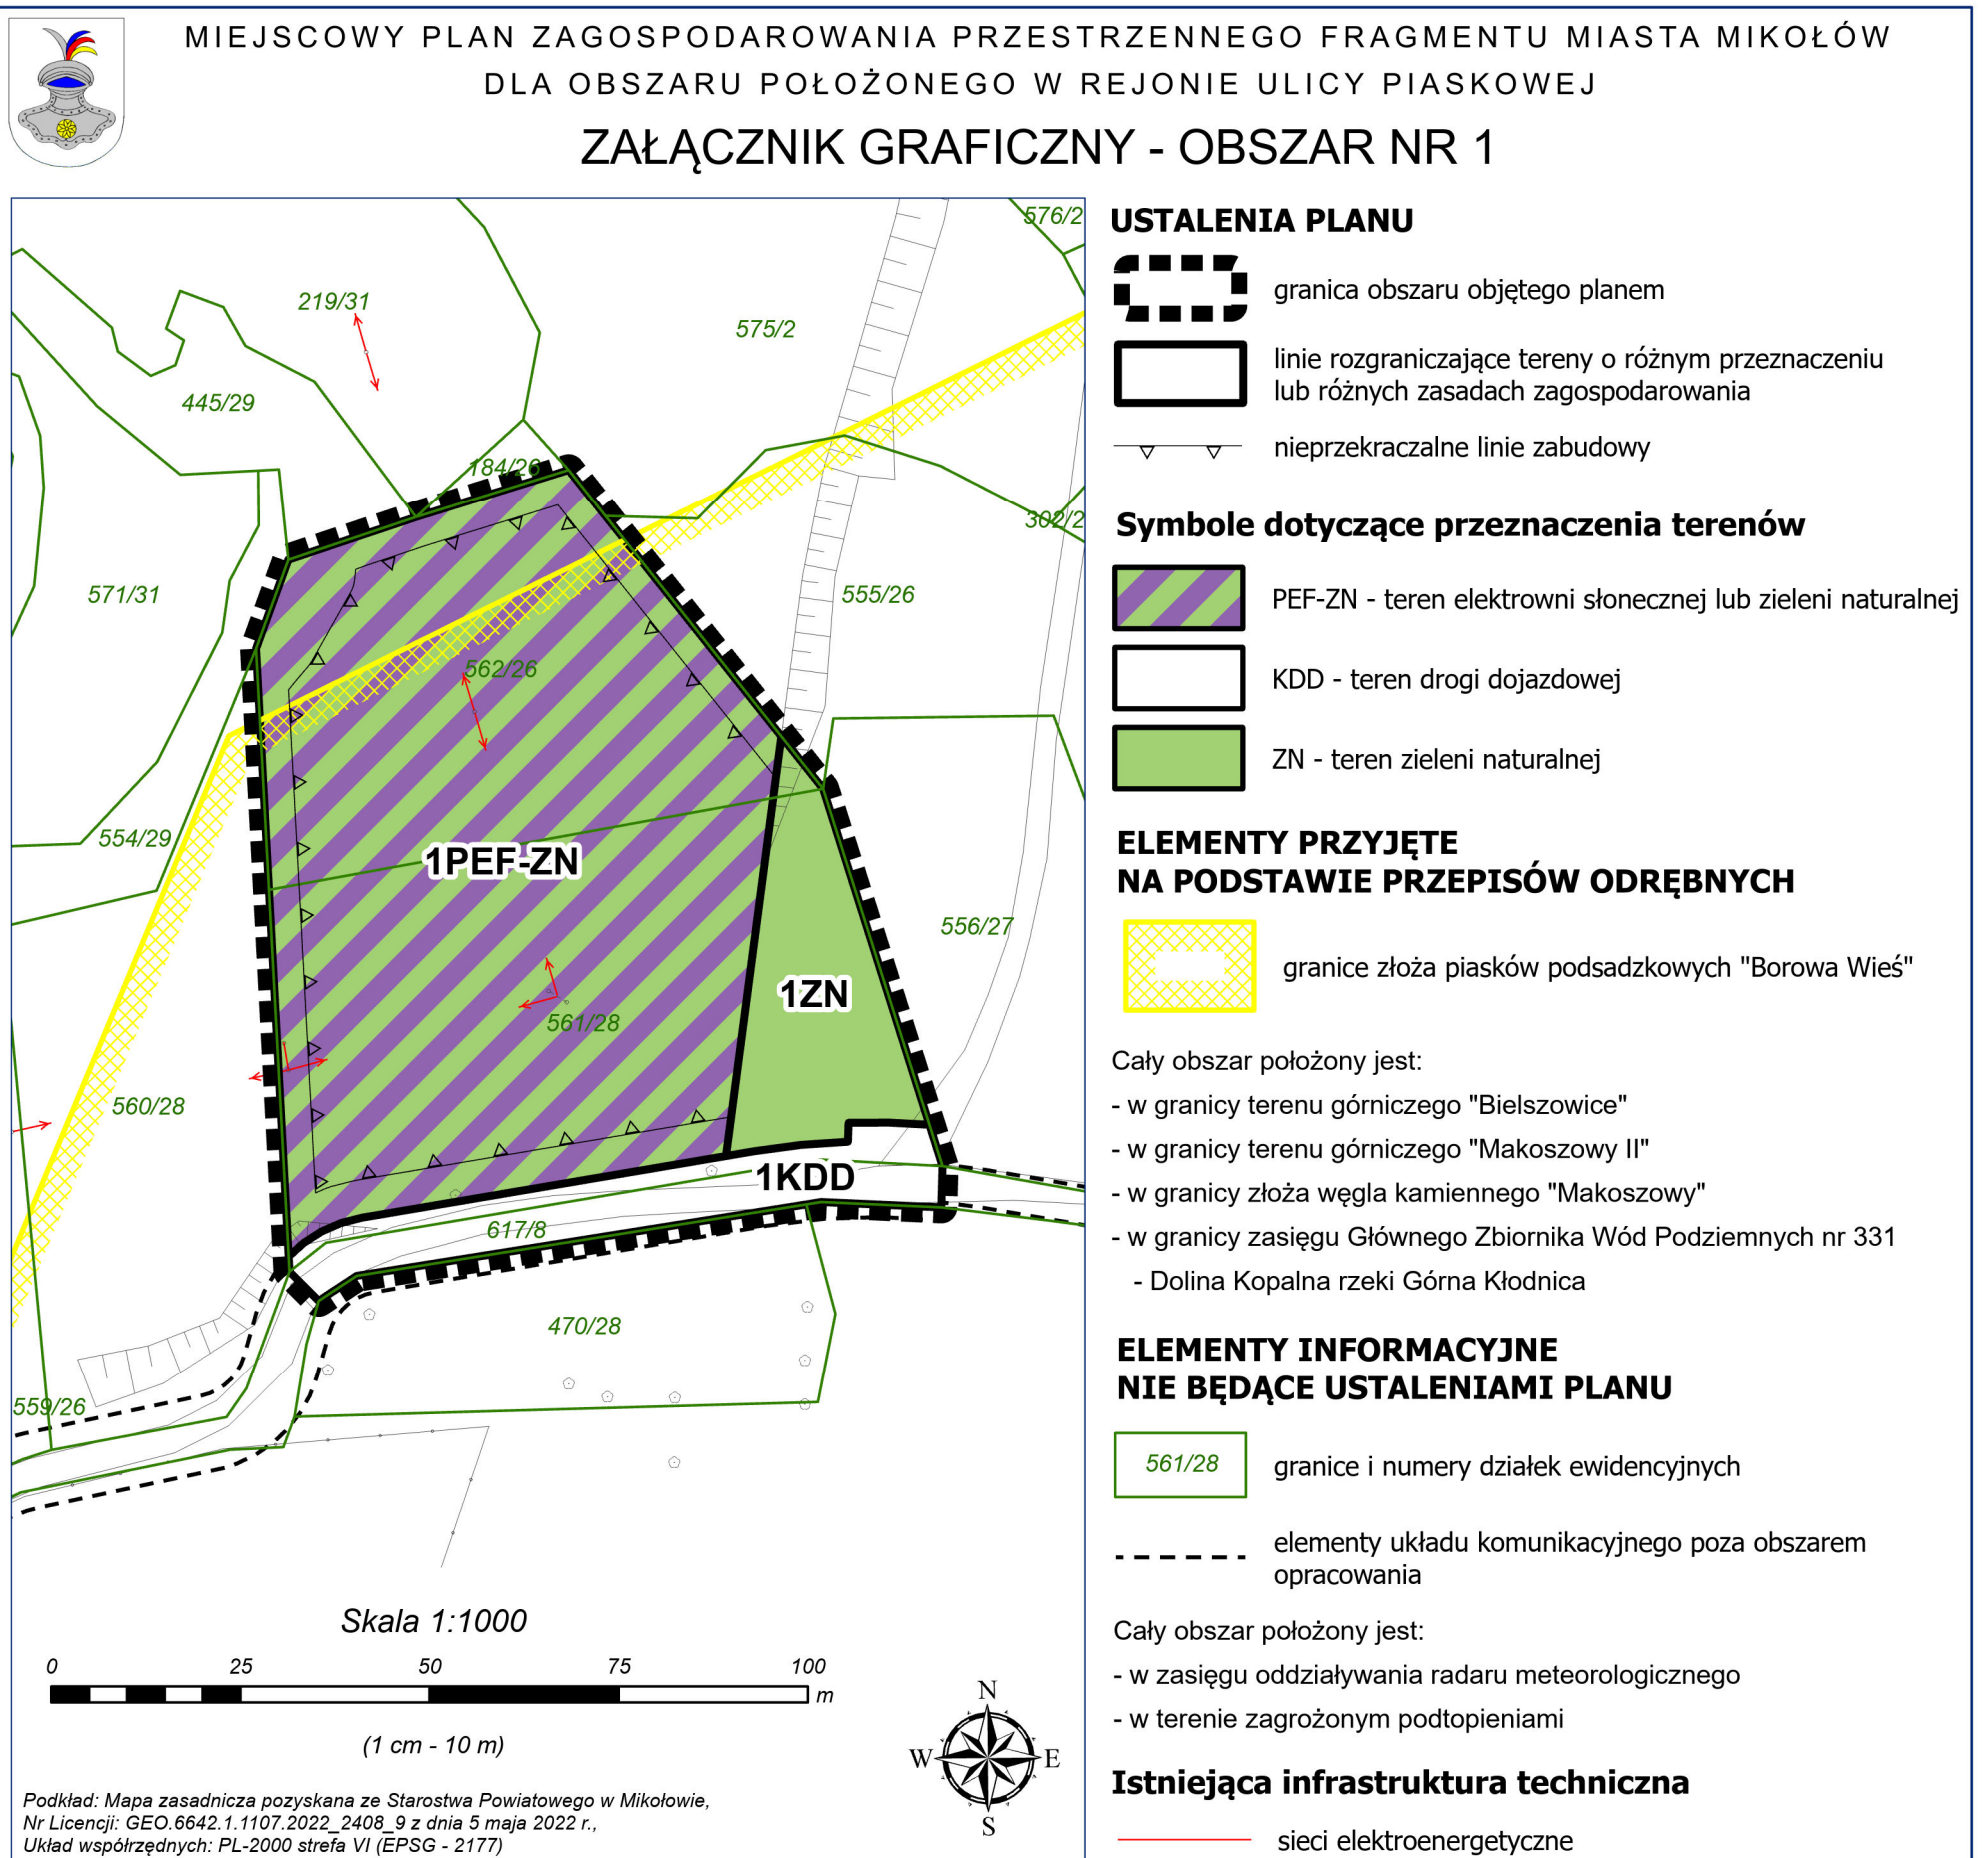 MIEJSCOWY PLAN ZAGOSPODAROWANIA PRZESTRZENNEGO FRAGMENTU MIASTA MIKOŁÓW
DLA OBSZARU POŁOŻONEGO W REJONIE ULICY PIASKOWEJ
ZAŁĄCZNIK GRAFICZNY - OBSZAR NR 1
576/2
219/31
575/2
445/29
184/26
302/2
571/31
555/26
562/26
554/29
1PEF-ZN
556/27
1ZN
561/28
560/28
1KDD
617/8
470/28
559/26
Skala 1:1000
0 25 50 75 100
m
(1 cm - 10 m)
N
W E
S
Podkład: Mapa zasadnicza pozyskana ze Starostwa Powiatowego w Mikołowie,
Nr Licencji: GEO.6642.1.1107.2022_2408_9 z dnia 5 maja 2022 r.,
Układ współrzędnych: PL-2000 strefa VI (EPSG - 2177)
USTALENIA PLANU
granica obszaru objętego planem
linie rozgraniczające tereny o różnym przeznaczeniu
lub różnych zasadach zagospodarowania
nieprzekraczalne linie zabudowy
Symbole dotyczące przeznaczenia terenów
PEF-ZN - teren elektrowni słonecznej lub zieleni naturalnej
KDD - teren drogi dojazdowej
ZN - teren zieleni naturalnej
ELEMENTY PRZYJĘTE
NA PODSTAWIE PRZEPISÓW ODRĘBNYCH
granice złoża piasków podsadzkowych "Borowa Wieś"
Cały obszar położony jest:
- w granicy terenu górniczego "Bielszowice"
- w granicy terenu górniczego "Makoszowy II"
- w granicy złoża węgla kamiennego "Makoszowy"
- w granicy zasięgu Głównego Zbiornika Wód Podziemnych nr 331
- Dolina Kopalna rzeki Górna Kłodnica
ELEMENTY INFORMACYJNE
NIE BĘDĄCE USTALENIAMI PLANU
561/28
granice i numery działek ewidencyjnych
elementy układu komunikacyjnego poza obszarem
opracowania
Cały obszar położony jest:
- w zasięgu oddziaływania radaru meteorologicznego
- w terenie zagrożonym podtopieniami
Istniejąca infrastruktura techniczna
sieci elektroenergetyczne